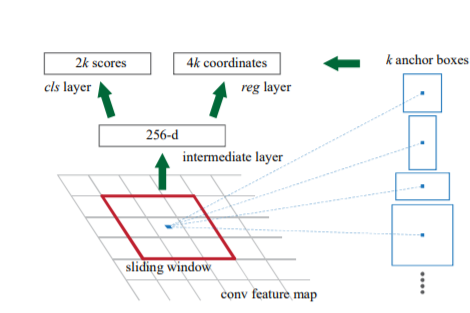 2k scores
4k coordinates
k anchor boxes
cls layer
reg layer
256-d
intermediate layer
sliding window
conv feature map